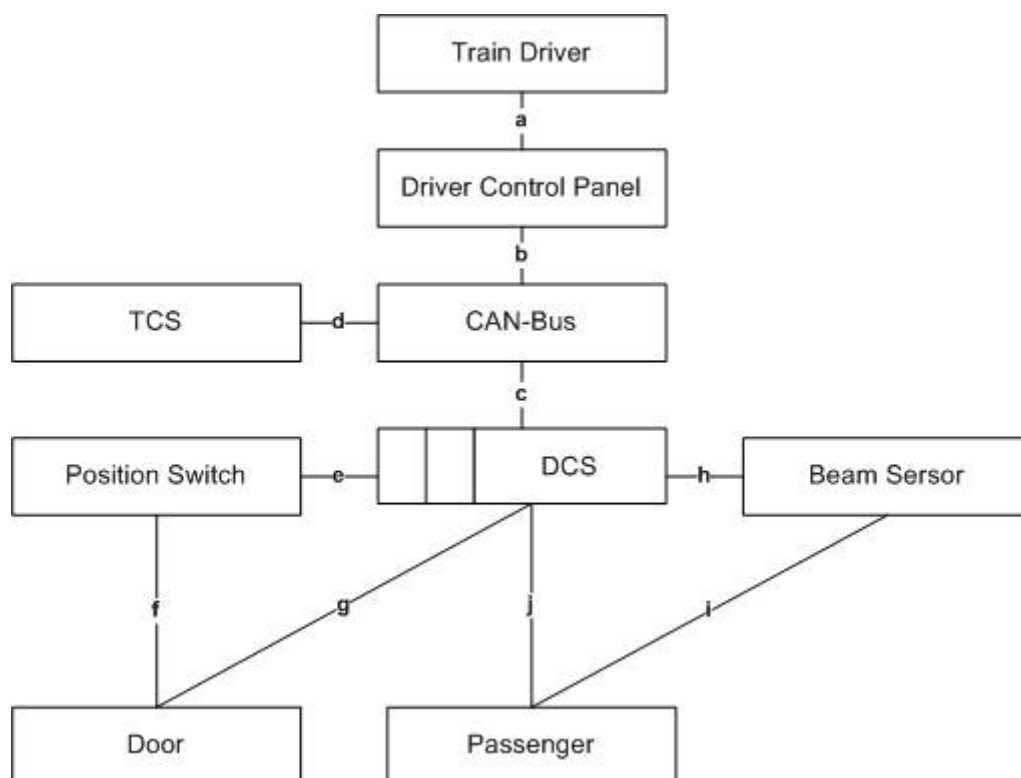 Train Driver
a
Driver Control Panel
b
TCS
d
CAN-Bus
c
Position Switch
e
DCS
h
Beam Sersor
f
g
j
i
Door
Passenger